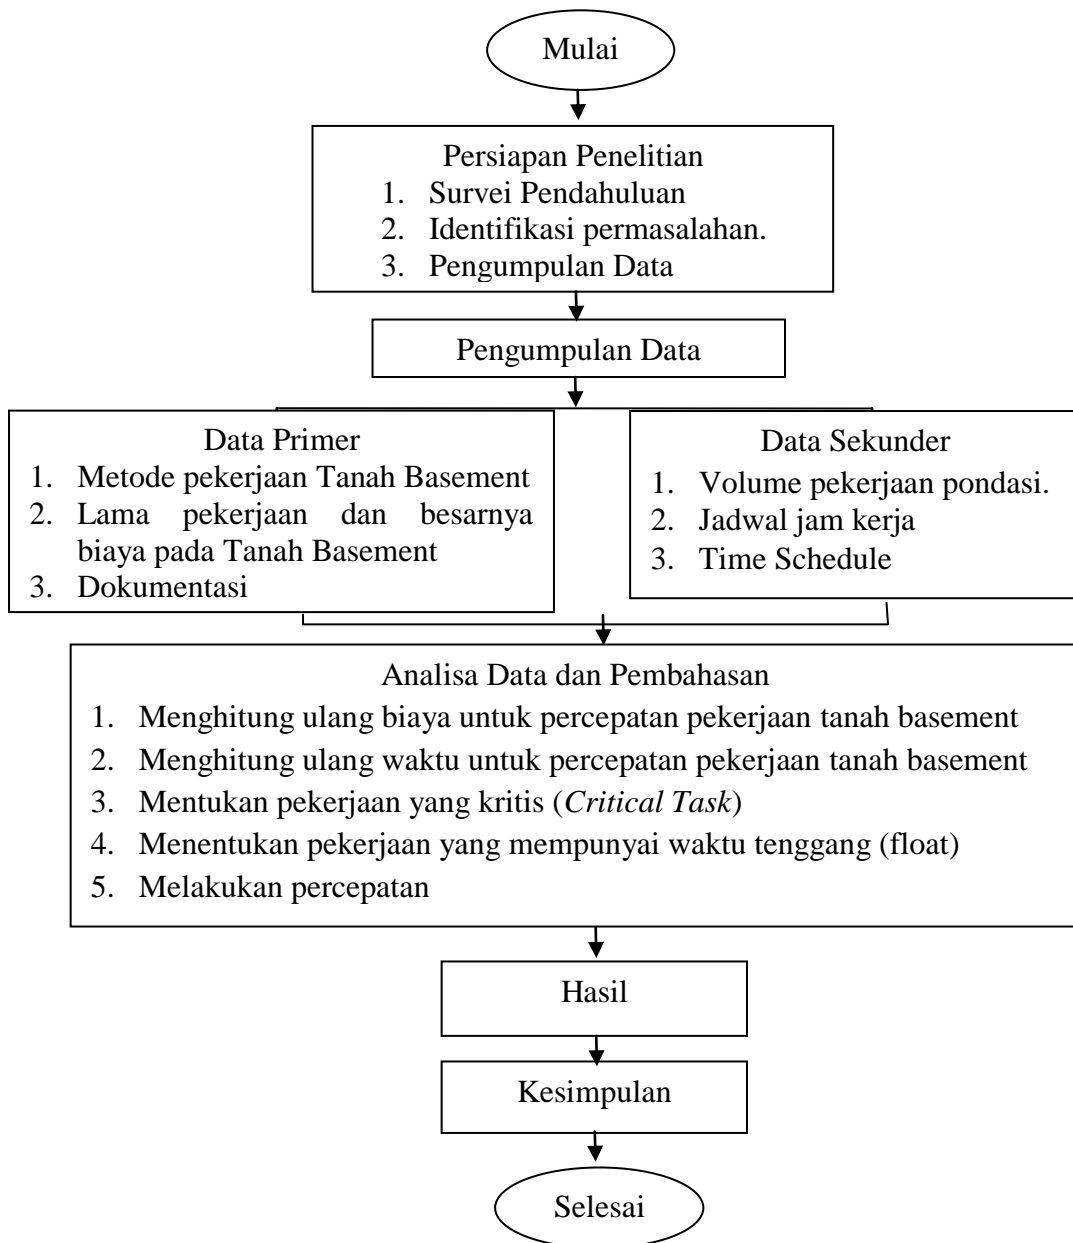 Mulai
Persiapan Penelitian
1. Survei Pendahuluan
2. Identifikasi permasalahan.
3. Pengumpulan Data
Pengumpulan Data
Data Primer
1. Metode pekerjaan Tanah Basement
2. Lama pekerjaan dan besarnya
biaya pada Tanah Basement
3. Dokumentasi
Data Sekunder
1. Volume pekerjaan pondasi.
2. Jadwal jam kerja
3. Time Schedule
Analisa Data dan Pembahasan
1. Menghitung ulang biaya untuk percepatan pekerjaan tanah basement
2. Menghitung ulang waktu untuk percepatan pekerjaan tanah basement
3. Mentukan pekerjaan yang kritis (Critical Task)
4. Menentukan pekerjaan yang mempunyai waktu tenggang (float)
5. Melakukan percepatan
Hasil
Kesimpulan
Selesai